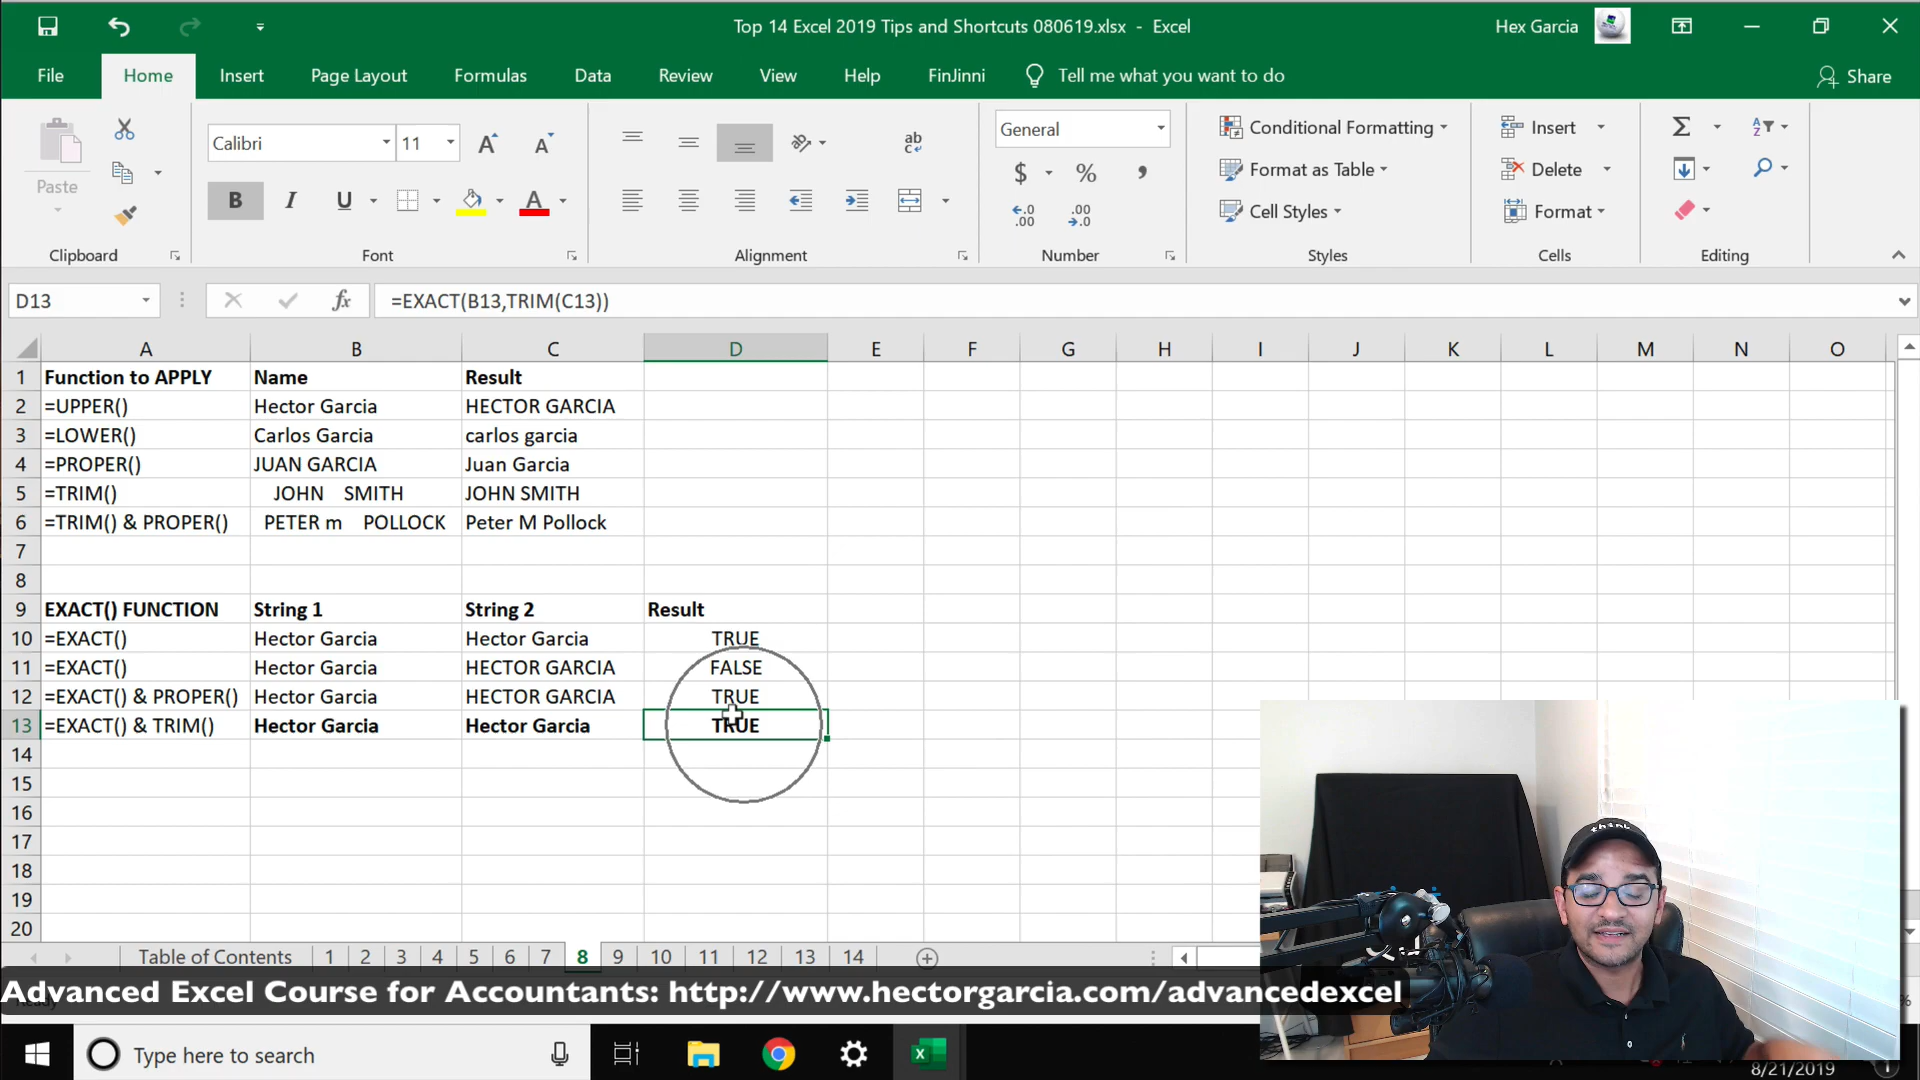 Top 14 Excel 2019 Tips and Shortcuts 080619.xlsx - Excel
Hex Garcia
File Home Insert Page Layout Formulas Data Review View Help FinJinni Tell me what you want to do Share
Paste
Clipboard
Calibri 11
B I U A
Font
ab
Alignment
General
$ % ,
Number
Conditional Formatting
Format as Table
Cell Styles
Styles
Insert
Delete
Format
Cells
Editing
D13 fx =EXACT(B13,TRIM(C13))
A B C D E F G H I J K L M N O
1 Function to APPLY Name Result
2 =UPPER() Hector Garcia HECTOR GARCIA
3 =LOWER() Carlos Garcia carlos garcia
4 =PROPER() JUAN GARCIA Juan Garcia
5 =TRIM() JOHN SMITH JOHN SMITH
6 =TRIM() & PROPER() PETER m POLLOCK Peter M Pollock
7
8
9 EXACT() FUNCTION String 1 String 2 Result
10 =EXACT() Hector Garcia Hector Garcia TRUE
11 =EXACT() Hector Garcia HECTOR GARCIA FALSE
12 =EXACT() & PROPER() Hector Garcia HECTOR GARCIA TRUE
13 =EXACT() & TRIM() Hector Garcia Hector Garcia TRUE
14
15
16
17
18
19
20
think
Table of Contents 1 2 3 4 5 6 7 8 9 10 11 12 13 14
Advanced Excel Course for Accountants: http://www.hectorgarcia.com/advancedexcel
Type here to search
8/21/2019